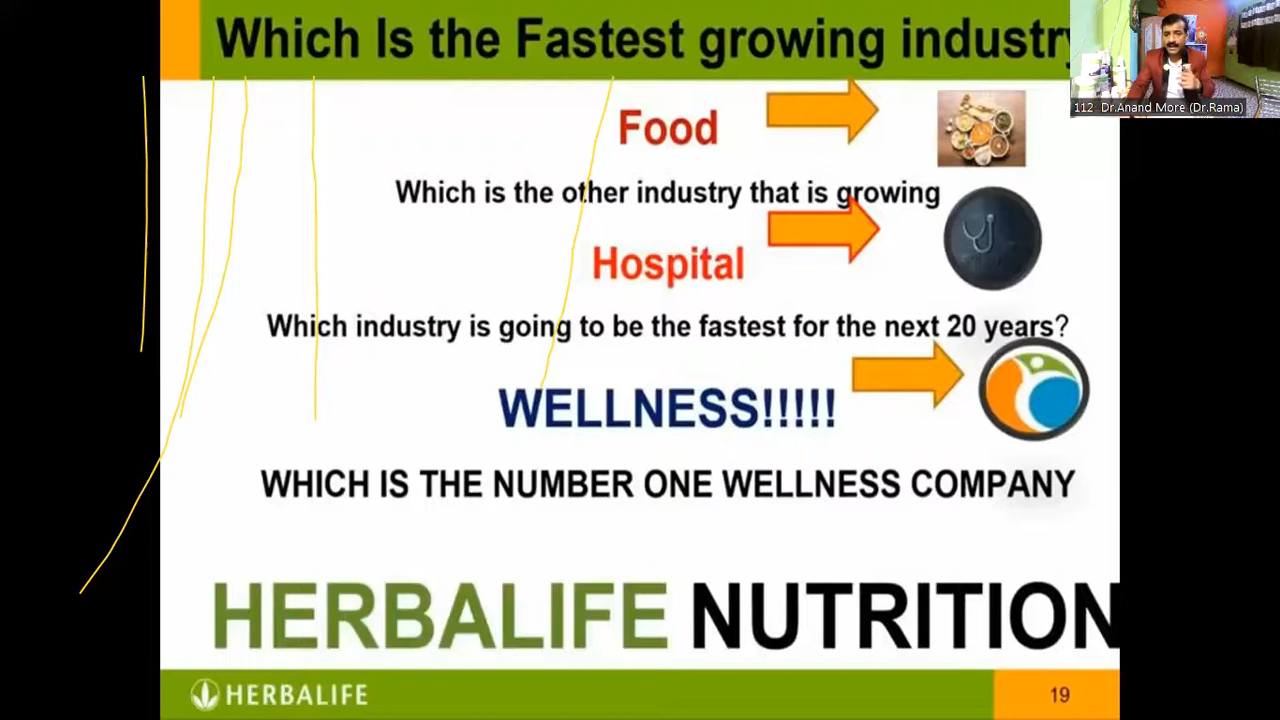 Which Is the Fastest growing industry
112 Dr.Anand More (Dr.Rama)
Food
Which is the other industry that is growing
Hospital
Which industry is going to be the fastest for the next 20 years?
WELLNESS!!!!!
WHICH IS THE NUMBER ONE WELLNESS COMPANY
HERBALIFE NUTRITION
HERBALIFE
19